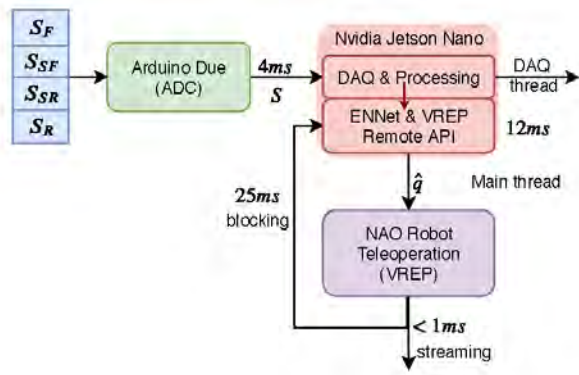 S_F
S_SF
S_SR
S_R
Arduino Due
(ADC)
4ms
S
Nvidia Jetson Nano
DAQ & Processing
ENNet & VREP
Remote API
DAQ
thread
12ms
25ms
blocking
q̂
Main thread
NAO Robot
Teleoperation
(VREP)
< 1ms
streaming